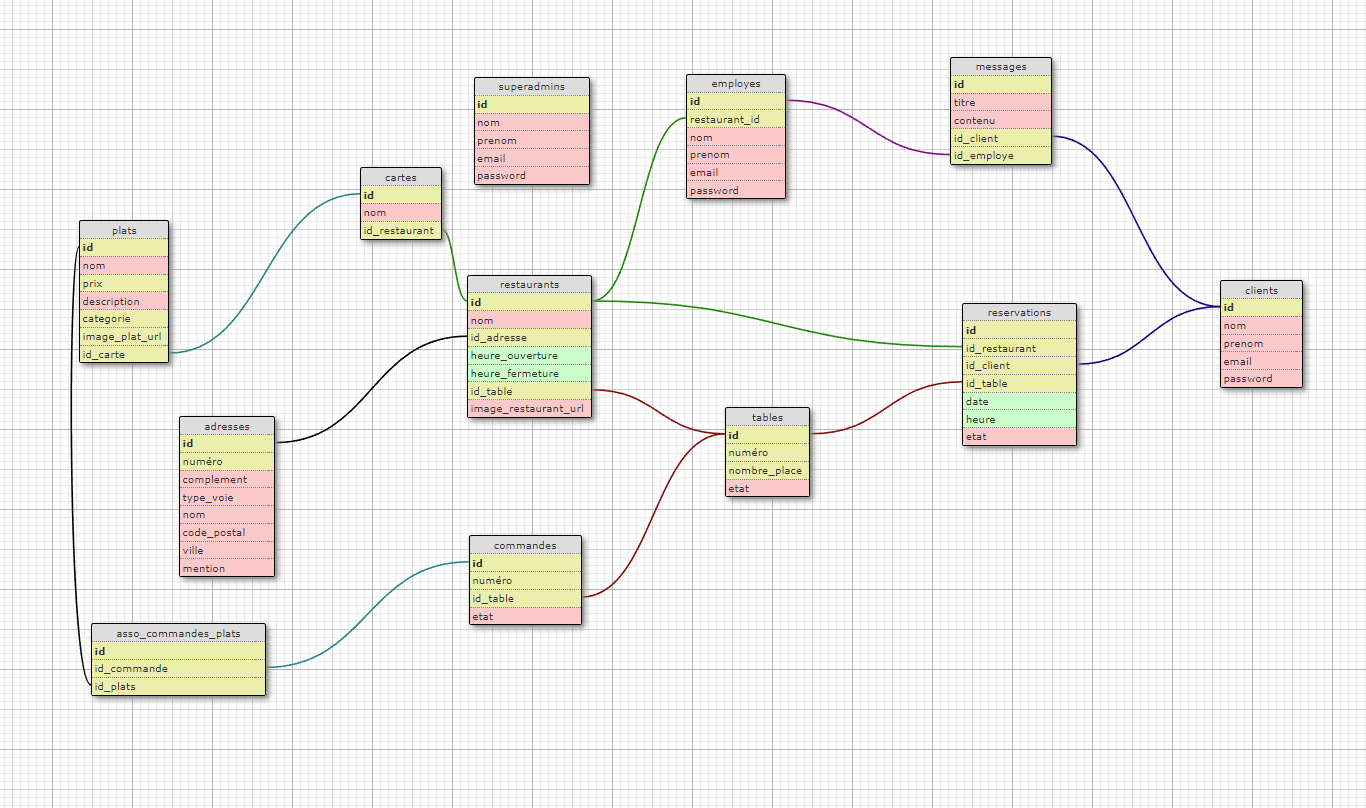 superadmins
id
nom
prenom
email
password
employes
id
restaurant_id
nom
prenom
email
password
messages
id
titre
contenu
id_client
id_employe
cartes
id
nom
id_restaurant
plats
id
nom
prix
description
categorie
image_plat_url
id_carte
restaurants
id
nom
id_adresse
heure_ouverture
heure_fermeture
id_table
image_restaurant_url
reservations
id
id_restaurant
id_client
id_table
date
heure
etat
clients
id
nom
prenom
email
password
adresses
id
numéro
complement
type_voie
nom
code_postal
ville
mention
tables
id
numéro
nombre_place
etat
commandes
id
numéro
id_table
etat
asso_commandes_plats
id
id_commande
id_plats